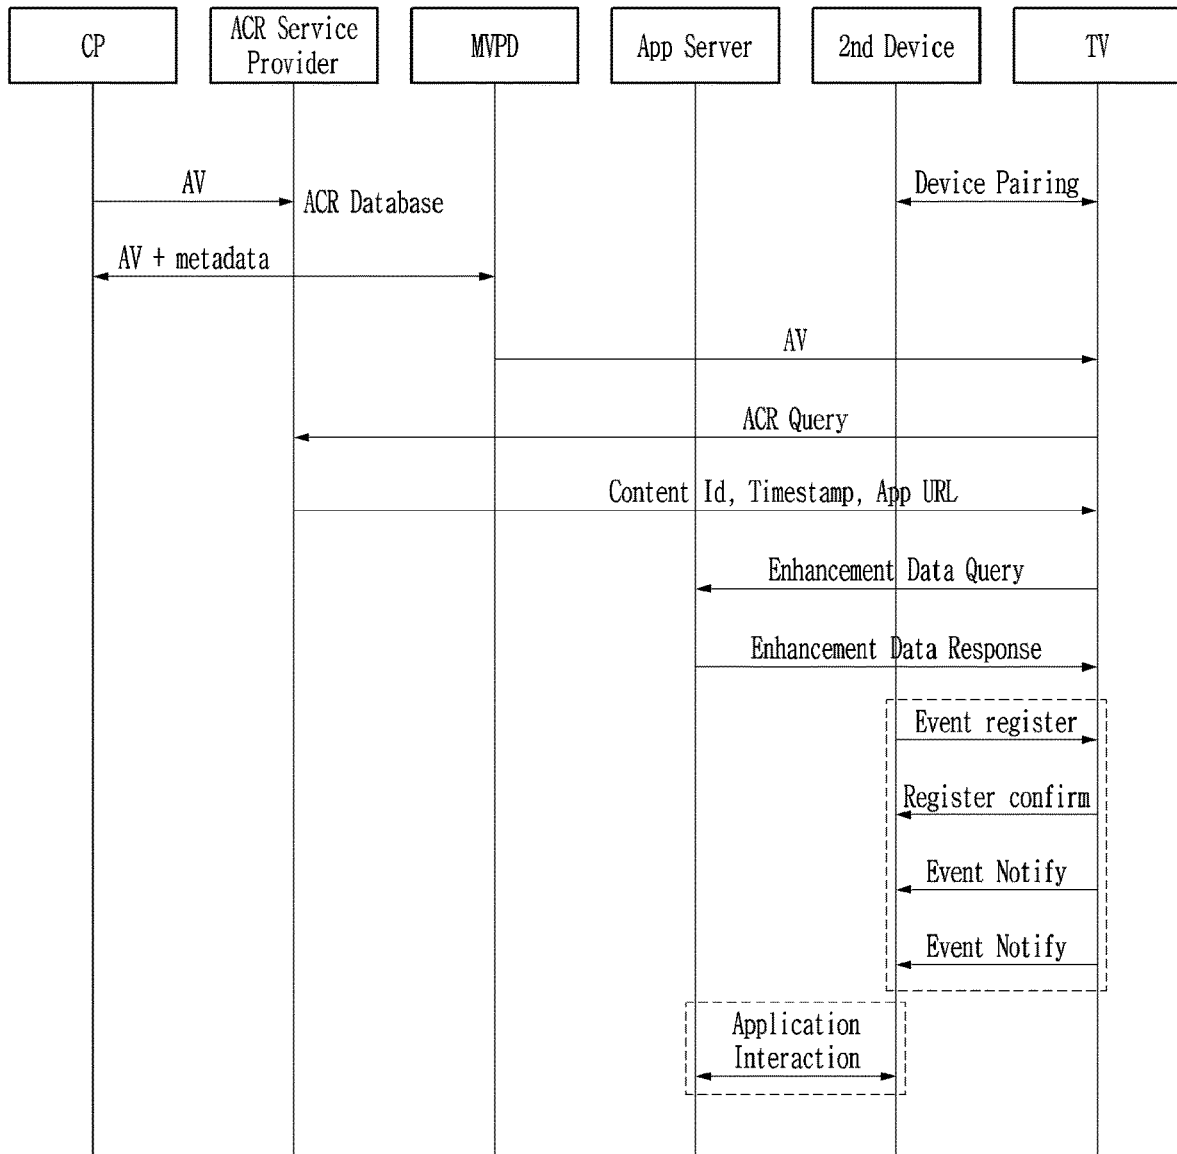 CP
ACR Service
Provider
MVPD
App Server
2nd Device
TV
AV
ACR Database
Device Pairing
AV + metadata
AV
ACR Query
Content Id, Timestamp, App URL
Enhancement Data Query
Enhancement Data Response
Event register
Register confirm
Event Notify
Event Notify
Application
Interaction